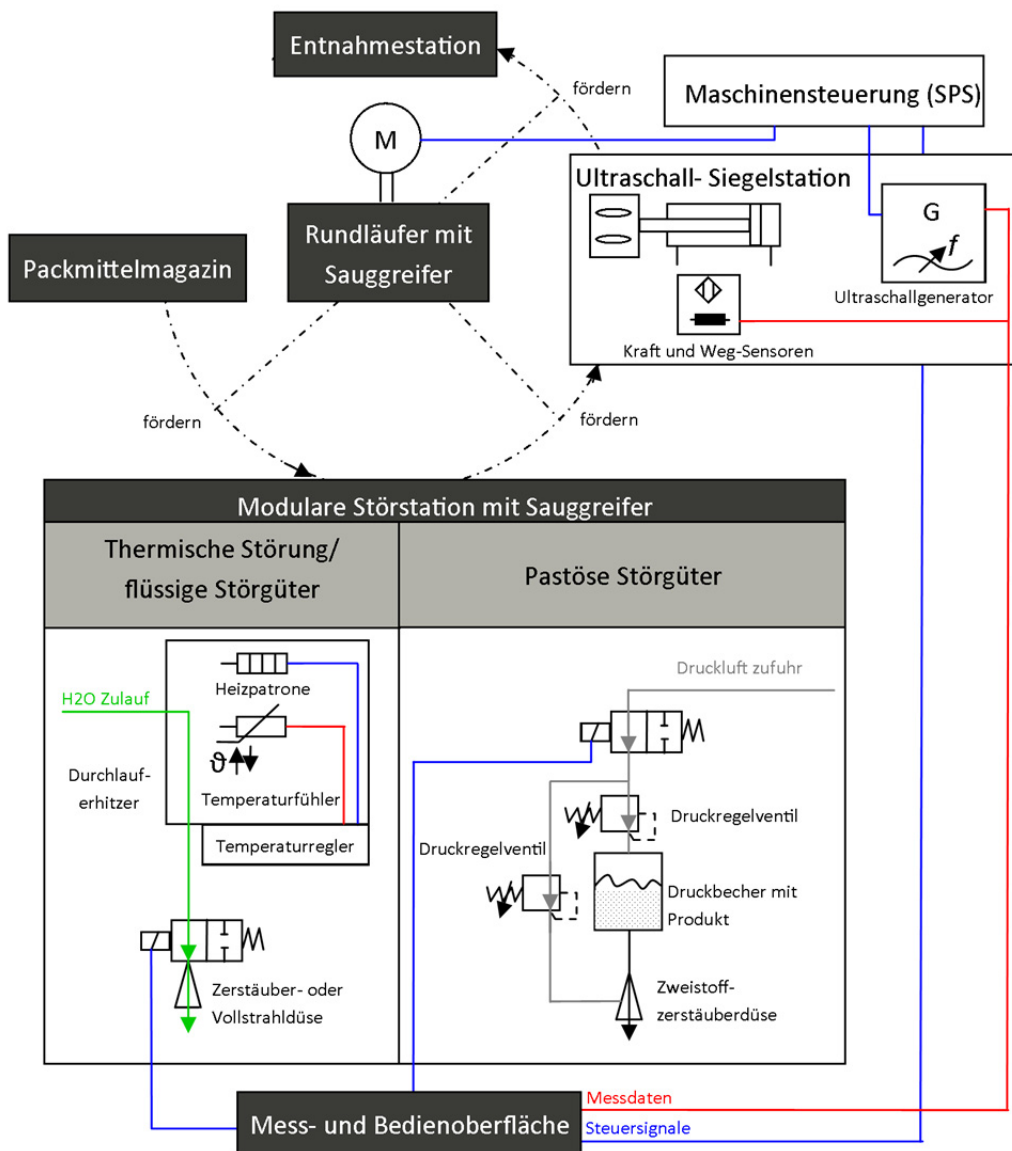 Entnahmestation
fördern
Maschinensteuerung (SPS)
M
Ultraschall- Siegelstation
G
f
Rundläufer mit
Sauggreifer
Packmittelmagazin
Ultraschallgenerator
Kraft und Weg-Sensoren
fördern
fördern
Modulare Störstation mit Sauggreifer
Thermische Störung/
flüssige Störgüter
Pastöse Störgüter
H2O Zulauf
Heizpatrone
ϑ
Temperaturfühler
Durchlauf-
erhitzer
Temperaturregler
Zerstäuber- oder
Vollstrahldüse
Druckluft zufuhr
Druckregelventil
Druckregelventil
Druckbecher mit
Produkt
Zweistoff-
zerstäuberdüse
Mess- und Bedienoberfläche
Messdaten
Steuersignale